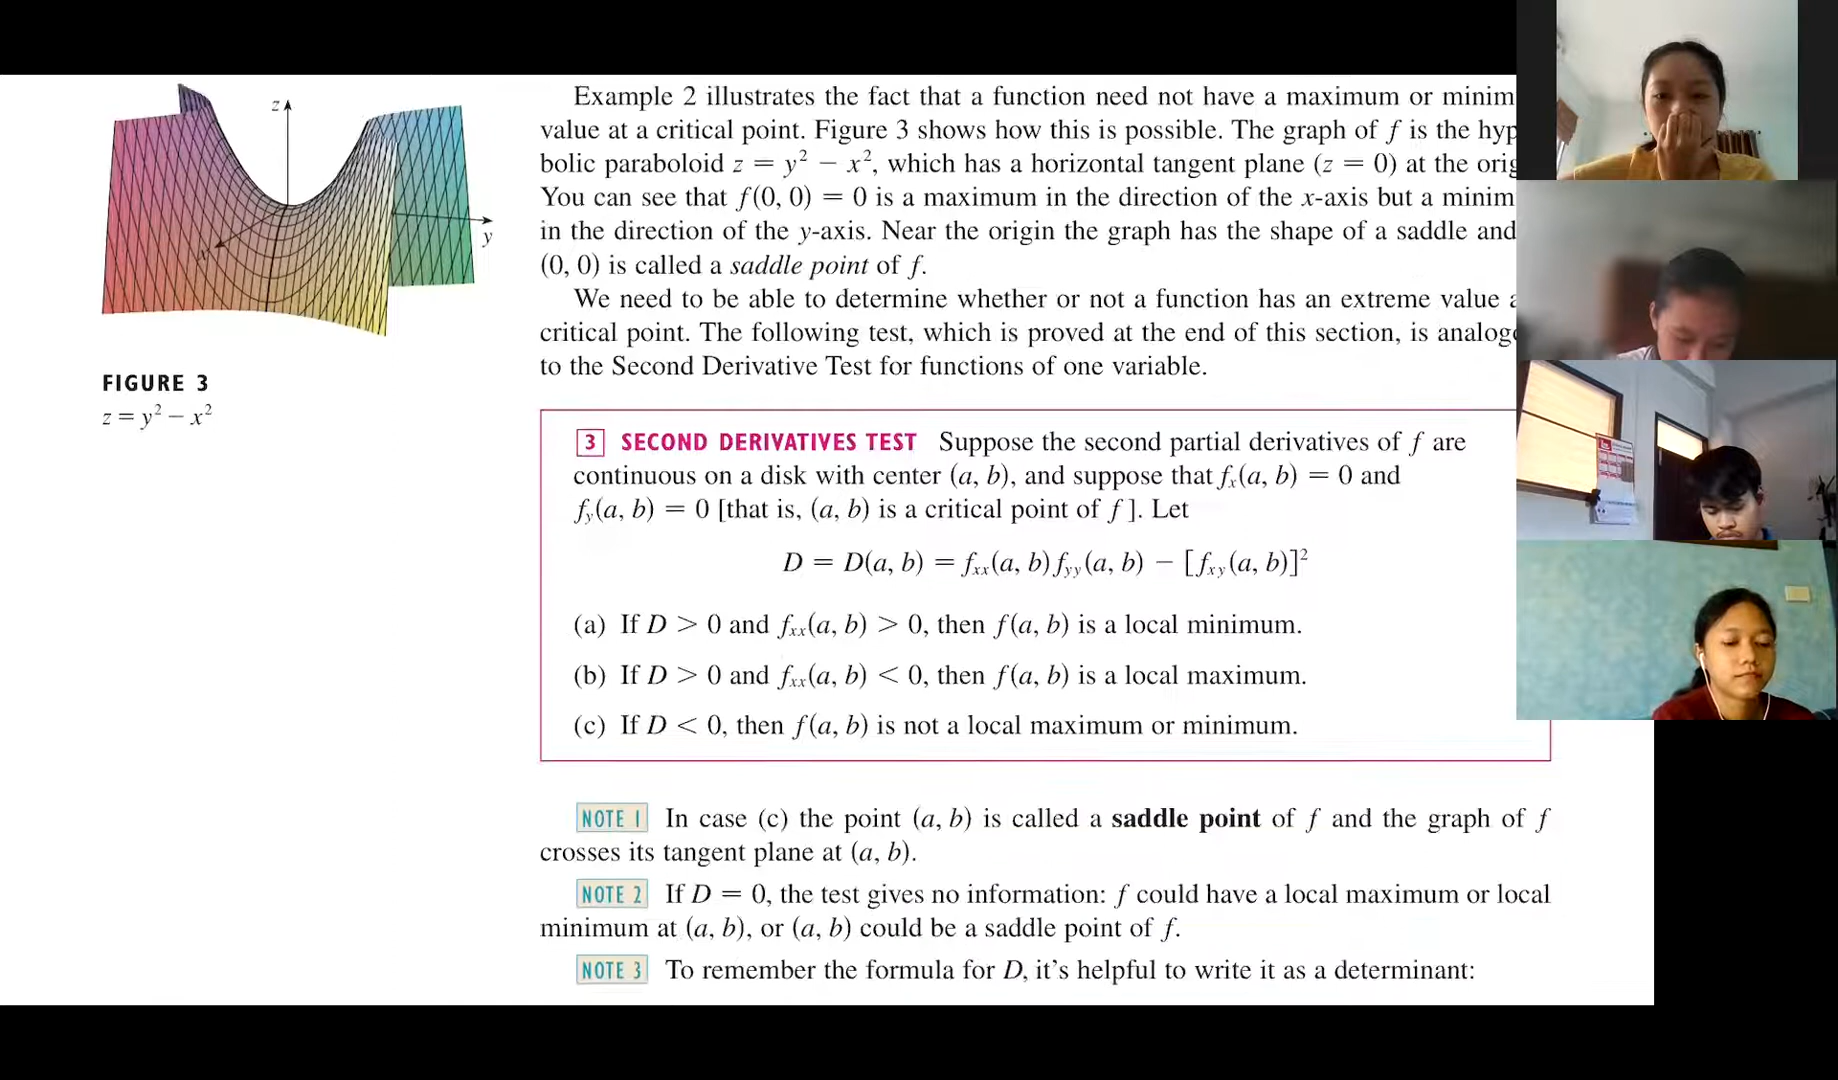 z
y
x
FIGURE 3
z = y² − x²
Example 2 illustrates the fact that a function need not have a maximum or minim
value at a critical point. Figure 3 shows how this is possible. The graph of f is the hyp
bolic paraboloid z = y² − x², which has a horizontal tangent plane (z = 0) at the orig
You can see that f(0, 0) = 0 is a maximum in the direction of the x-axis but a minim
in the direction of the y-axis. Near the origin the graph has the shape of a saddle and
(0, 0) is called a saddle point of f.
We need to be able to determine whether or not a function has an extreme value a
critical point. The following test, which is proved at the end of this section, is analog
to the Second Derivative Test for functions of one variable.
3 SECOND DERIVATIVES TEST Suppose the second partial derivatives of f are
continuous on a disk with center (a, b), and suppose that fₓ(a, b) = 0 and
f_y(a, b) = 0 [that is, (a, b) is a critical point of f ]. Let
D = D(a, b) = f_xx(a, b) f_yy(a, b) − [f_xy(a, b)]²
(a) If D > 0 and f_xx(a, b) > 0, then f(a, b) is a local minimum.
(b) If D > 0 and f_xx(a, b) < 0, then f(a, b) is a local maximum.
(c) If D < 0, then f(a, b) is not a local maximum or minimum.
NOTE 1 In case (c) the point (a, b) is called a saddle point of f and the graph of f
crosses its tangent plane at (a, b).
NOTE 2 If D = 0, the test gives no information: f could have a local maximum or local
minimum at (a, b), or (a, b) could be a saddle point of f.
NOTE 3 To remember the formula for D, it's helpful to write it as a determinant: